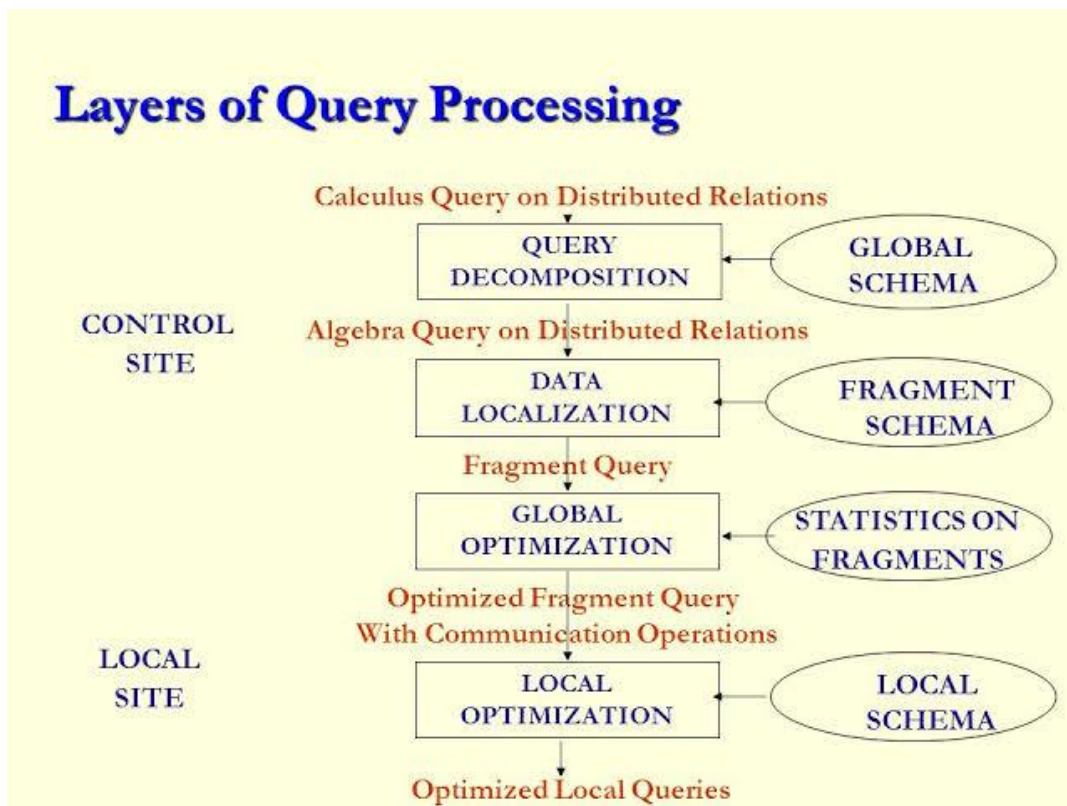 Layers of Query Processing
Calculus Query on Distributed Relations
QUERY
DECOMPOSITION
GLOBAL
SCHEMA
CONTROL
SITE
Algebra Query on Distributed Relations
DATA
LOCALIZATION
FRAGMENT
SCHEMA
Fragment Query
GLOBAL
OPTIMIZATION
STATISTICS ON
FRAGMENTS
Optimized Fragment Query
With Communication Operations
LOCAL
SITE
LOCAL
OPTIMIZATION
LOCAL
SCHEMA
Optimized Local Queries